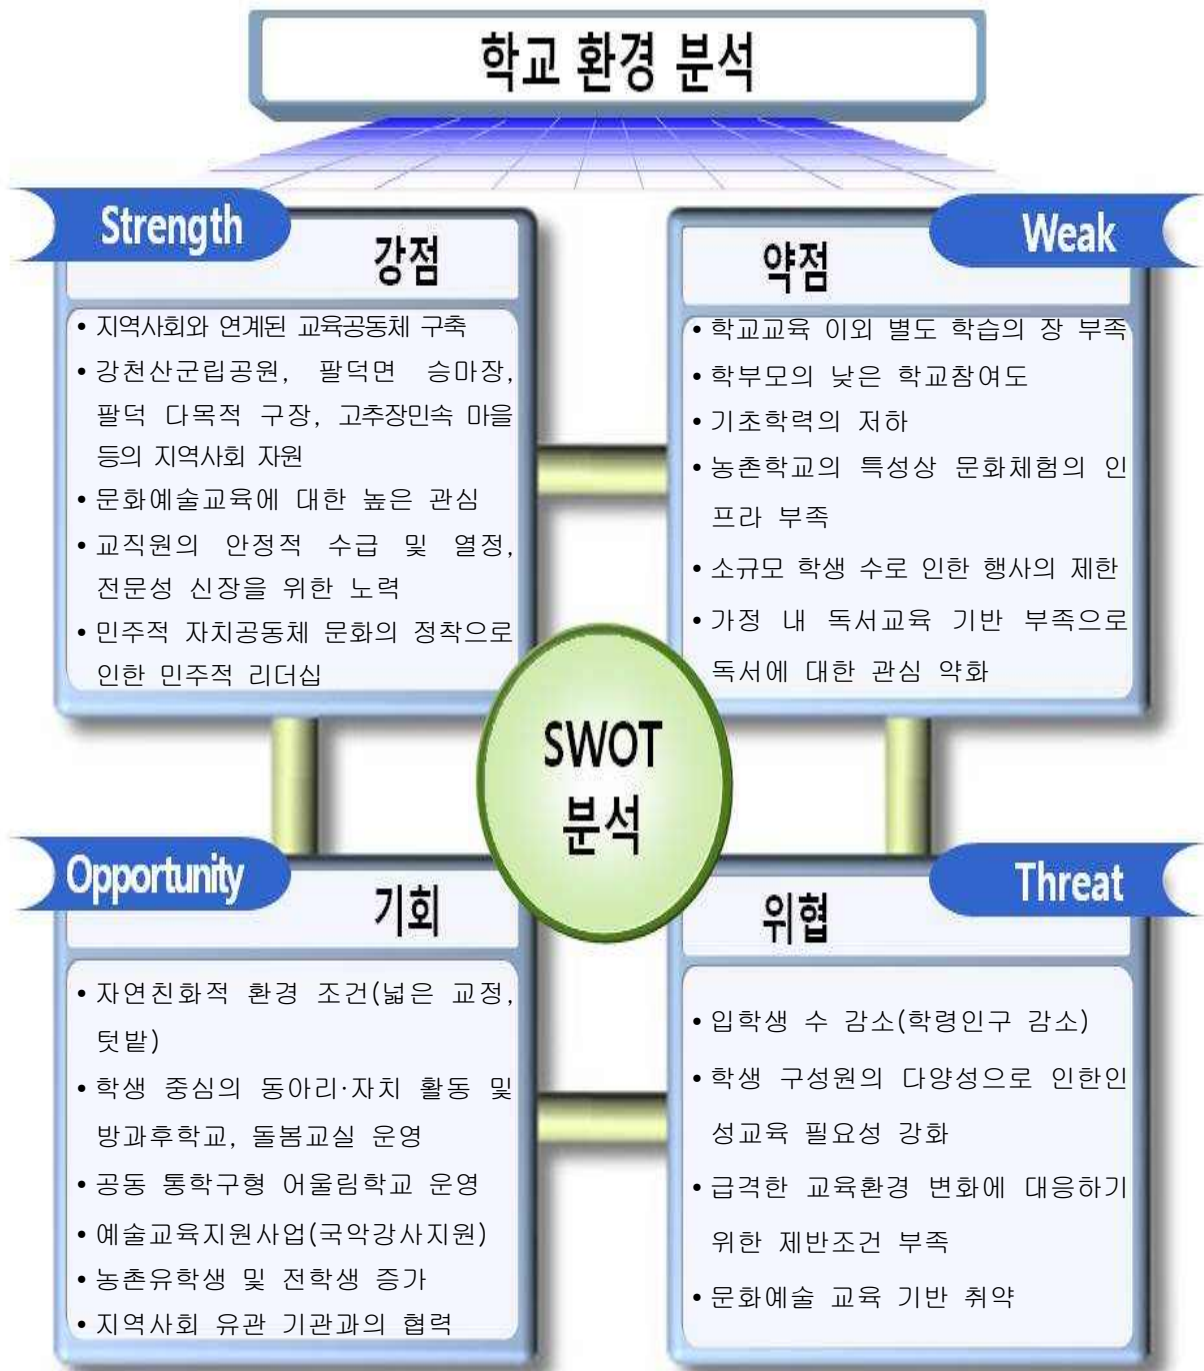 학교 환경 분석
Strength
강점
• 지역사회와 연계된 교육공동체 구축
• 강천산군립공원, 팔덕면 승마장,
팔덕 다목적 구장, 고추장민속 마을
등의 지역사회 자원
• 문화예술교육에 대한 높은 관심
• 교직원의 안정적 수급 및 열정,
전문성 신장을 위한 노력
• 민주적 자치공동체 문화의 정착으로
인한 민주적 리더십
Weak
약점
• 학교교육 이외 별도 학습의 장 부족
• 학부모의 낮은 학교참여도
• 기초학력의 저하
• 농촌학교의 특성상 문화체험의 인
프라 부족
• 소규모 학생 수로 인한 행사의 제한
• 가정 내 독서교육 기반 부족으로
독서에 대한 관심 약화
SWOT
분석
Opportunity
기회
• 자연친화적 환경 조건(넓은 교정,
텃밭)
• 학생 중심의 동아리·자치 활동 및
방과후학교, 돌봄교실 운영
• 공동 통학구형 어울림학교 운영
• 예술교육지원사업(국악강사지원)
• 농촌유학생 및 전학생 증가
• 지역사회 유관 기관과의 협력
Threat
위협
• 입학생 수 감소(학령인구 감소)
• 학생 구성원의 다양성으로 인한인
성교육 필요성 강화
• 급격한 교육환경 변화에 대응하기
위한 제반조건 부족
• 문화예술 교육 기반 취약